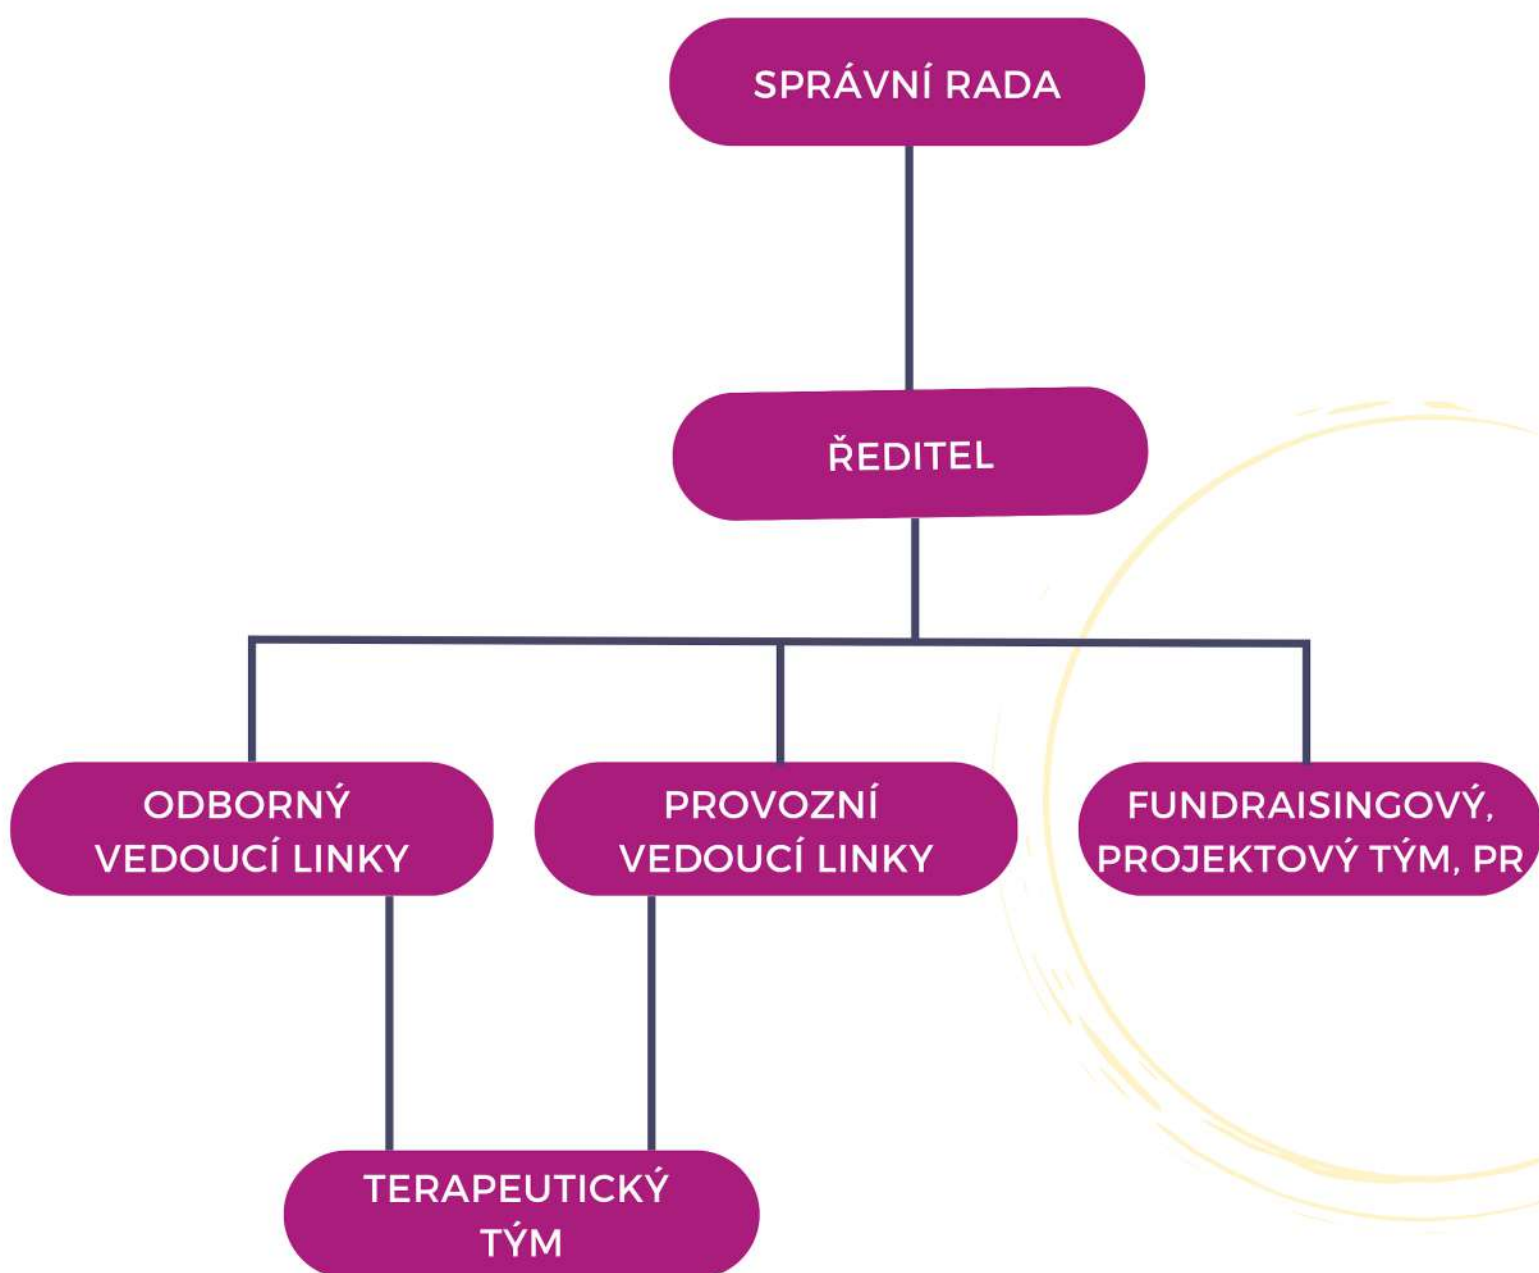 SPRÁVNÍ RADA
ŘEDITEL
ODBORNÝ
VEDOUCÍ LINKY
PROVOZNÍ
VEDOUCÍ LINKY
FUNDRAISINGOVÝ,
PROJEKTOVÝ TÝM, PR
TERAPEUTICKÝ
TÝM